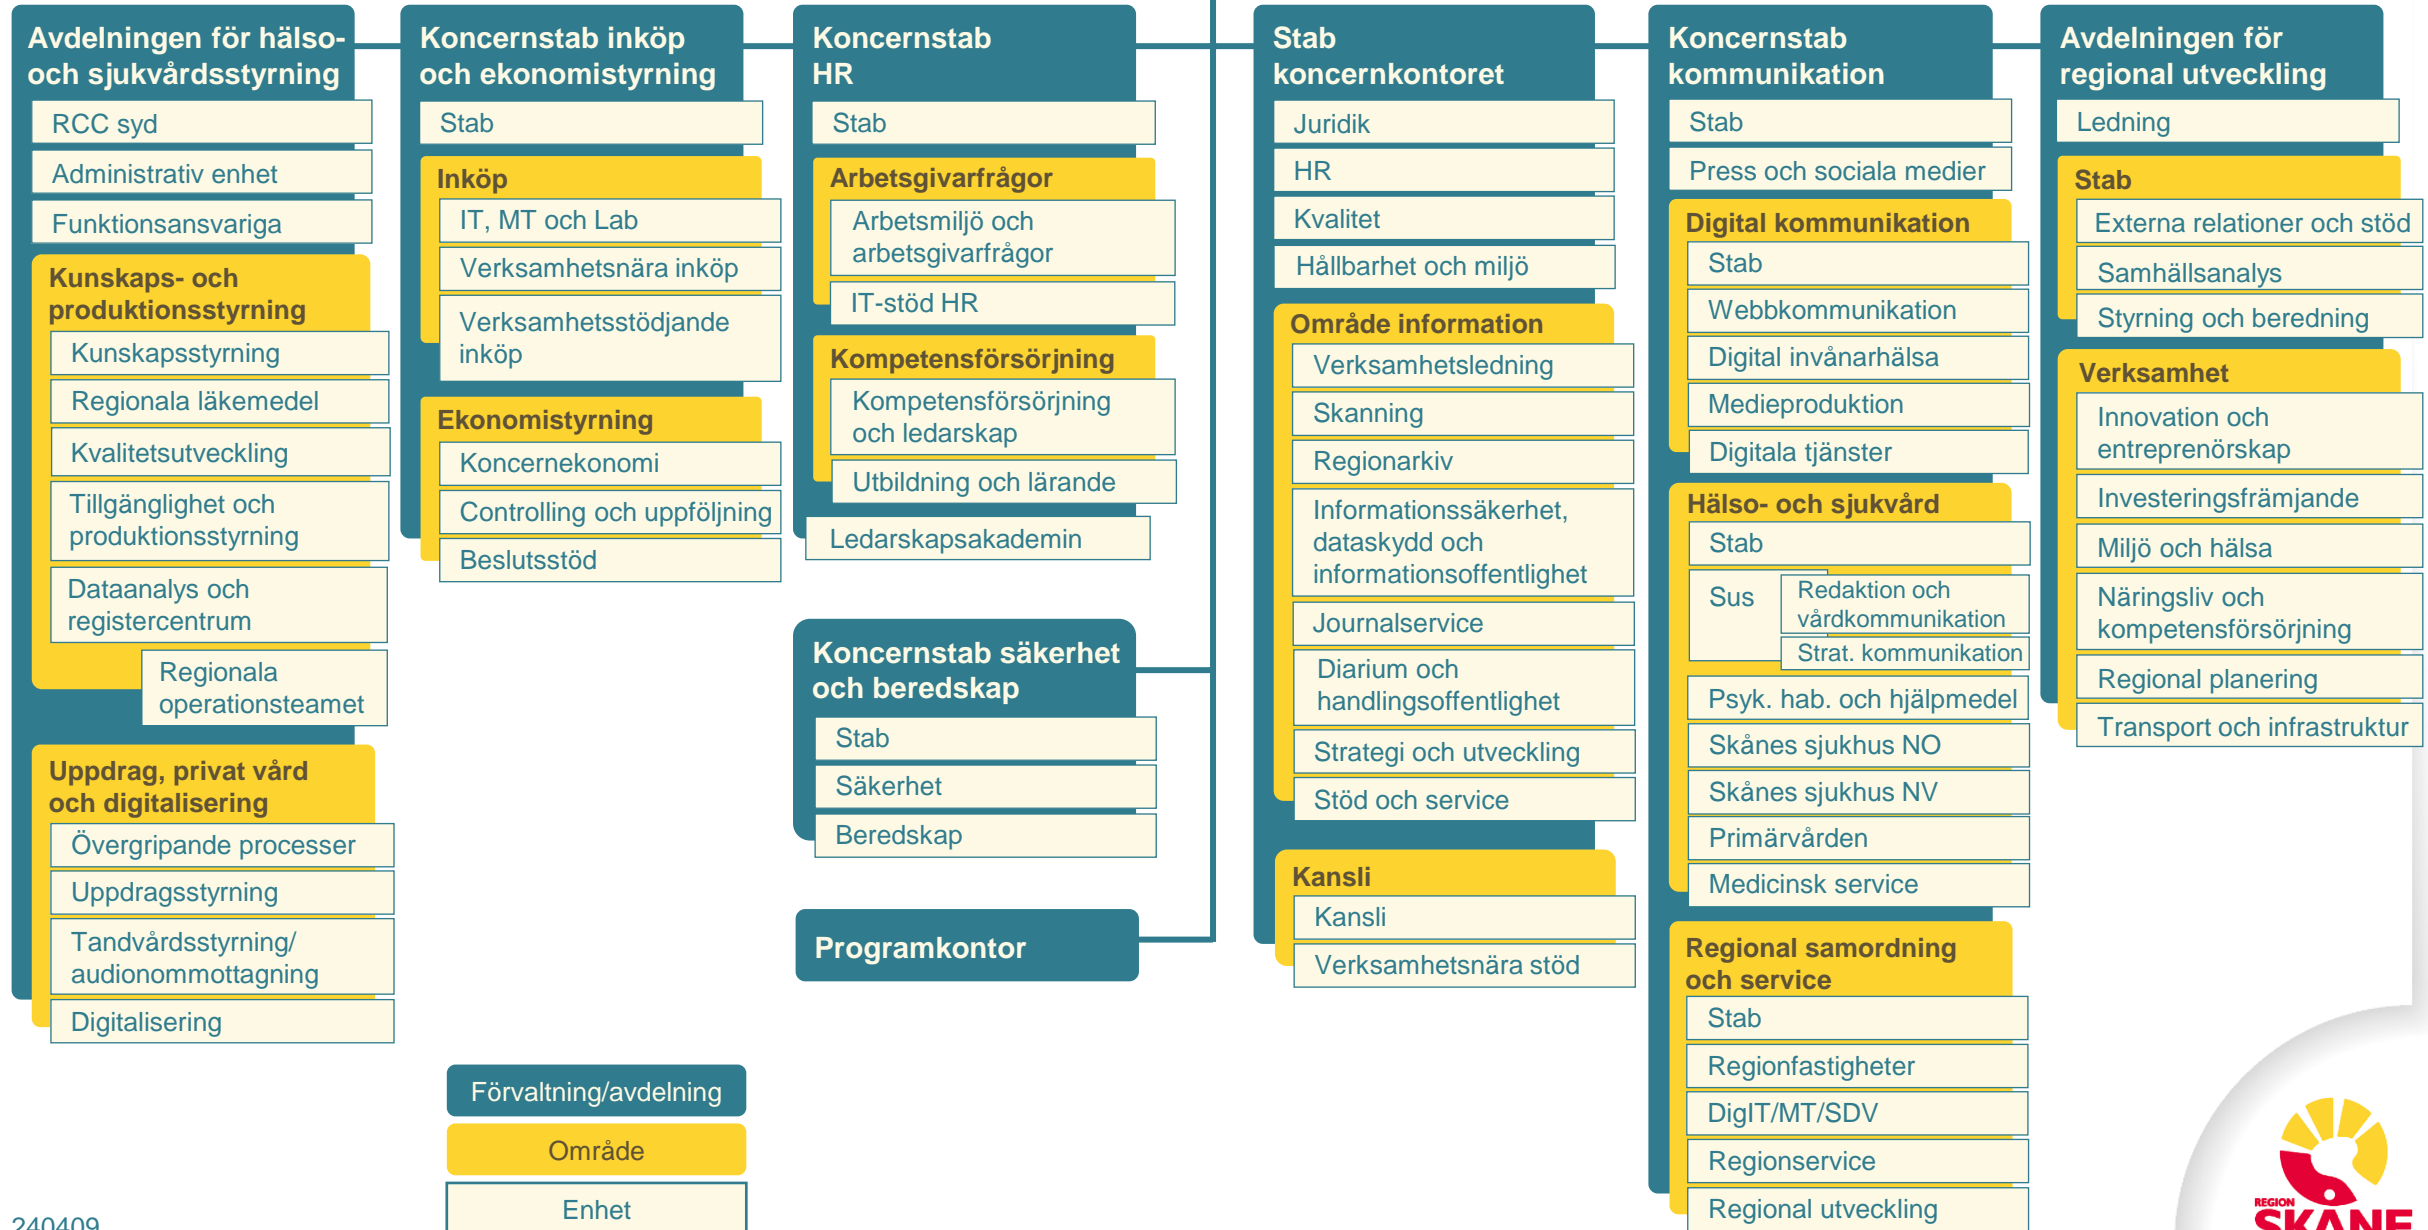 Avdelningen för hälso-
och sjukvårdsstyrning
RCC syd
Administrativ enhet
Funktionsansvariga
Kunskaps- och
produktionsstyrning
Kunskapsstyrning
Regionala läkemedel
Kvalitetsutveckling
Tillgänglighet och
produktionsstyrning
Dataanalys och
registercentrum
Regionala
operationsteamet
Uppdrag, privat vård
och digitalisering
Övergripande processer
Uppdragsstyrning
Tandvårdsstyrning/
audionommottagning
Digitalisering
Koncernstab inköp
och ekonomistyrning
Stab
Inköp
IT, MT och Lab
Verksamhetsnära inköp
Verksamhetsstödjande
inköp
Ekonomistyrning
Koncernekonomi
Controlling och uppföljning
Beslutsstöd
Koncernstab
HR
Stab
Arbetsgivarfrågor
Arbetsmiljö och
arbetsgivarfrågor
IT-stöd HR
Kompetensförsörjning
Kompetensförsörjning
och ledarskap
Utbildning och lärande
Ledarskapsakademin
Koncernstab säkerhet
och beredskap
Stab
Säkerhet
Beredskap
Programkontor
Stab
koncernkontoret
Juridik
HR
Kvalitet
Hållbarhet och miljö
Område information
Verksamhetsledning
Skanning
Regionarkiv
Informationssäkerhet,
dataskydd och
informationsoffentlighet
Journalservice
Diarium och
handlingsoffentlighet
Strategi och utveckling
Stöd och service
Kansli
Kansli
Verksamhetsnära stöd
Koncernstab
kommunikation
Stab
Press och sociala medier
Digital kommunikation
Stab
Webbkommunikation
Digital invånarhälsa
Medieproduktion
Digitala tjänster
Hälso- och sjukvård
Stab
Sus
Redaktion och
vårdkommunikation
Strat. kommunikation
Psyk. hab. och hjälpmedel
Skånes sjukhus NO
Skånes sjukhus NV
Primärvården
Medicinsk service
Regional samordning
och service
Stab
Regionfastigheter
DigIT/MT/SDV
Regionservice
Regional utveckling
Avdelningen för
regional utveckling
Ledning
Stab
Externa relationer och stöd
Samhällsanalys
Styrning och beredning
Verksamhet
Innovation och
entreprenörskap
Investeringsfrämjande
Miljö och hälsa
Näringsliv och
kompetensförsörjning
Regional planering
Transport och infrastruktur
Förvaltning/avdelning
Område
Enhet
240409
REGION
SKÅNE